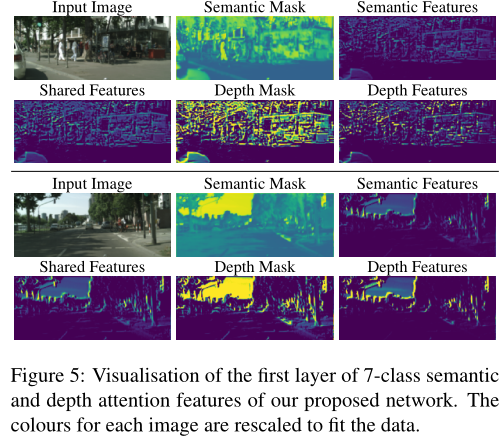 Input Image Semantic Mask Semantic Features
Shared Features Depth Mask Depth Features
Input Image Semantic Mask Semantic Features
Shared Features Depth Mask Depth Features
Figure 5: Visualisation of the first layer of 7-class semantic
and depth attention features of our proposed network. The
colours for each image are rescaled to fit the data.